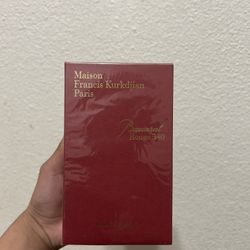 Maison
Francis Kurkdjian
Paris
Baccarat
Rouge 540